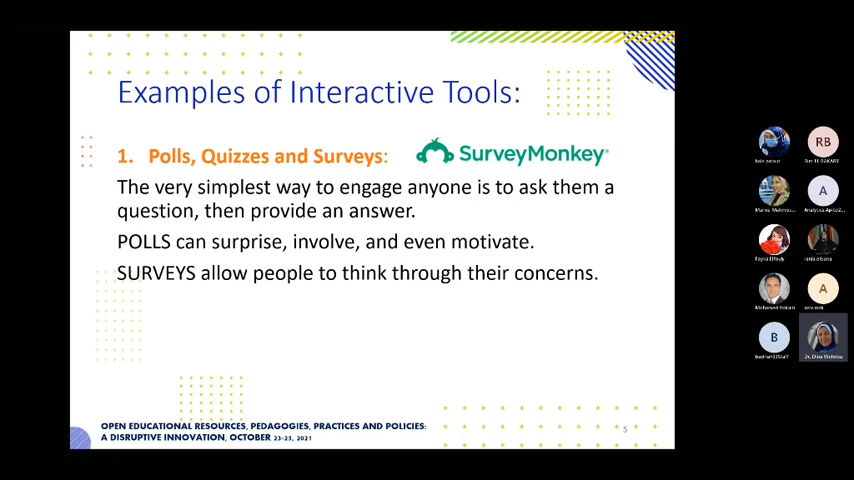 Examples of Interactive Tools:
1. Polls, Quizzes and Surveys:
SurveyMonkey®
The very simplest way to engage anyone is to ask them a
question, then provide an answer.
POLLS can surprise, involve, and even motivate.
SURVEYS allow people to think through their concerns.
OPEN EDUCATIONAL RESOURCES, PEDAGOGIES, PRACTICES AND POLICIES:
A DISRUPTIVE INNOVATION, OCTOBER 23-25, 2021
5
RB
A
A
B